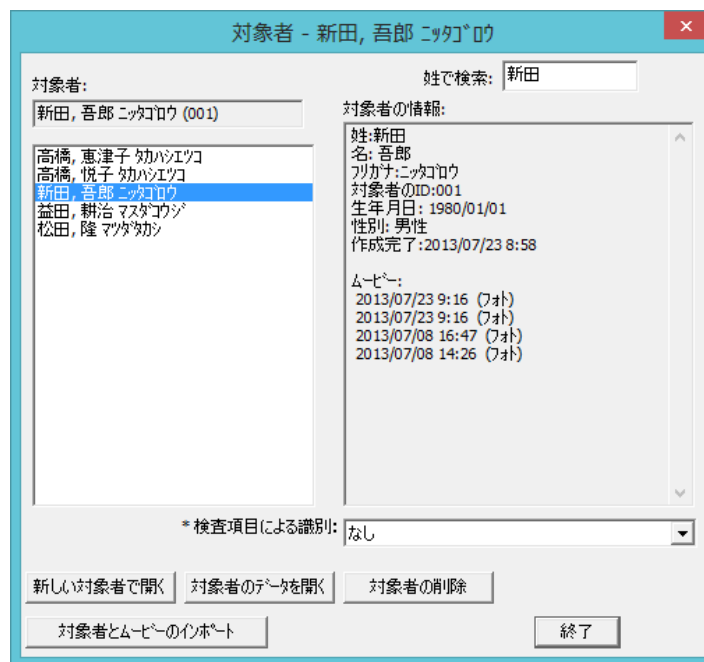 対象者 - 新田, 吾郎 ﾆｯﾀｺﾞﾛｳ
対象者:
新田, 吾郎 ﾆｯﾀｺﾞﾛｳ (001)
高橋, 恵津子 ﾀｶﾊｼｴﾂｺ
高橋, 悦子 ﾀｶﾊｼｴﾂｺ
新田, 吾郎 ﾆｯﾀｺﾞﾛｳ
益田, 耕治 ﾏｽﾀﾞｺｳｼﾞ
松田, 隆 ﾏﾂﾀﾞﾀｶｼ
姓で検索: 新田
対象者の情報:
姓:新田
名: 吾郎
ﾌﾘｶﾞﾅ:ﾆｯﾀｺﾞﾛｳ
対象者のID:001
生年月日: 1980/01/01
性別: 男性
作成完了:2013/07/23 8:58
ﾑｰﾋﾞｰ:
2013/07/23 9:16 (ﾌｫﾄ)
2013/07/23 9:16 (ﾌｫﾄ)
2013/07/08 16:47 (ﾌｫﾄ)
2013/07/08 14:26 (ﾌｫﾄ)
* 検査項目による識別: なし
新しい対象者で開く 対象者のﾃﾞｰﾀを開く 対象者の削除
対象者とﾑｰﾋﾞｰのｲﾝﾎﾟｰﾄ 終了